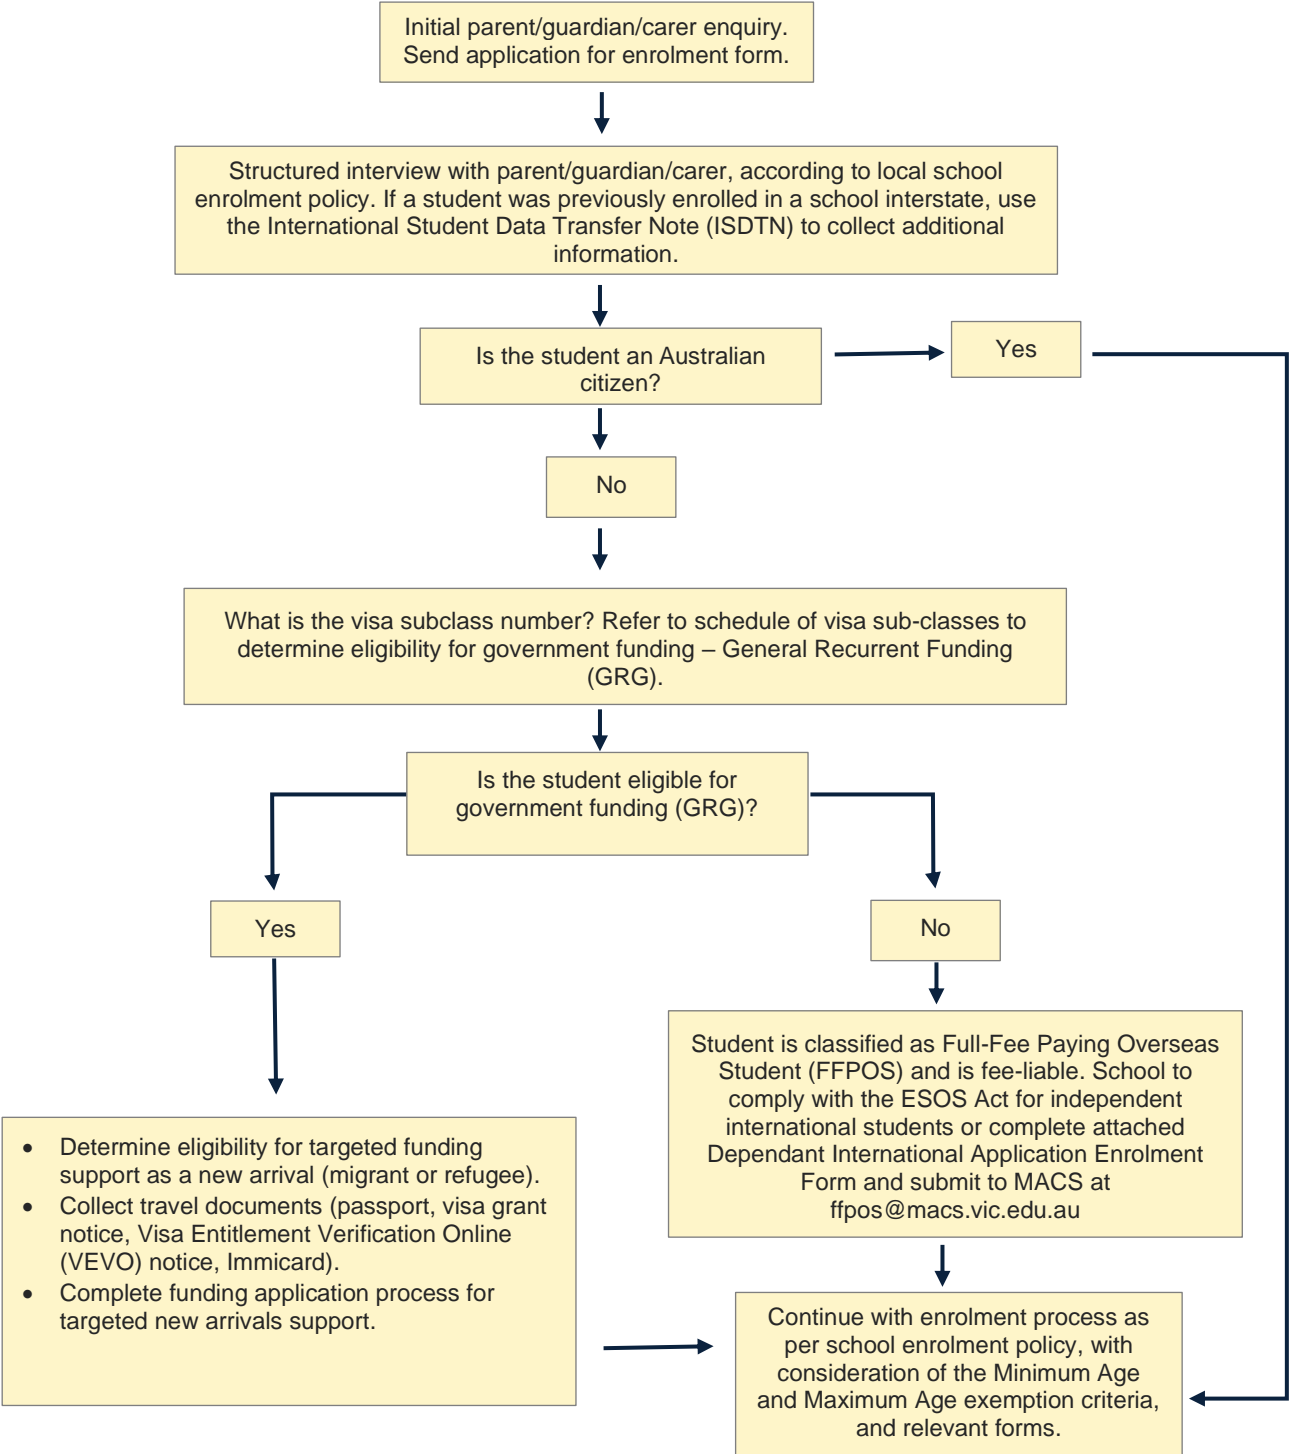 Initial parent/guardian/carer enquiry.
Send application for enrolment form.
Structured interview with parent/guardian/carer, according to local school
enrolment policy. If a student was previously enrolled in a school interstate, use
the International Student Data Transfer Note (ISDTN) to collect additional
information.
Is the student an Australian
citizen?
Yes
No
What is the visa subclass number? Refer to schedule of visa sub-classes to
determine eligibility for government funding – General Recurrent Funding
(GRG).
Is the student eligible for
government funding (GRG)?
Yes
No
Student is classified as Full-Fee Paying Overseas
Student (FFPOS) and is fee-liable. School to
comply with the ESOS Act for independent
international students or complete attached
Dependant International Application Enrolment
Form and submit to MACS at
ffpos@macs.vic.edu.au
• Determine eligibility for targeted funding
support as a new arrival (migrant or refugee).
• Collect travel documents (passport, visa grant
notice, Visa Entitlement Verification Online
(VEVO) notice, Immicard).
• Complete funding application process for
targeted new arrivals support.
Continue with enrolment process as
per school enrolment policy, with
consideration of the Minimum Age
and Maximum Age exemption criteria,
and relevant forms.